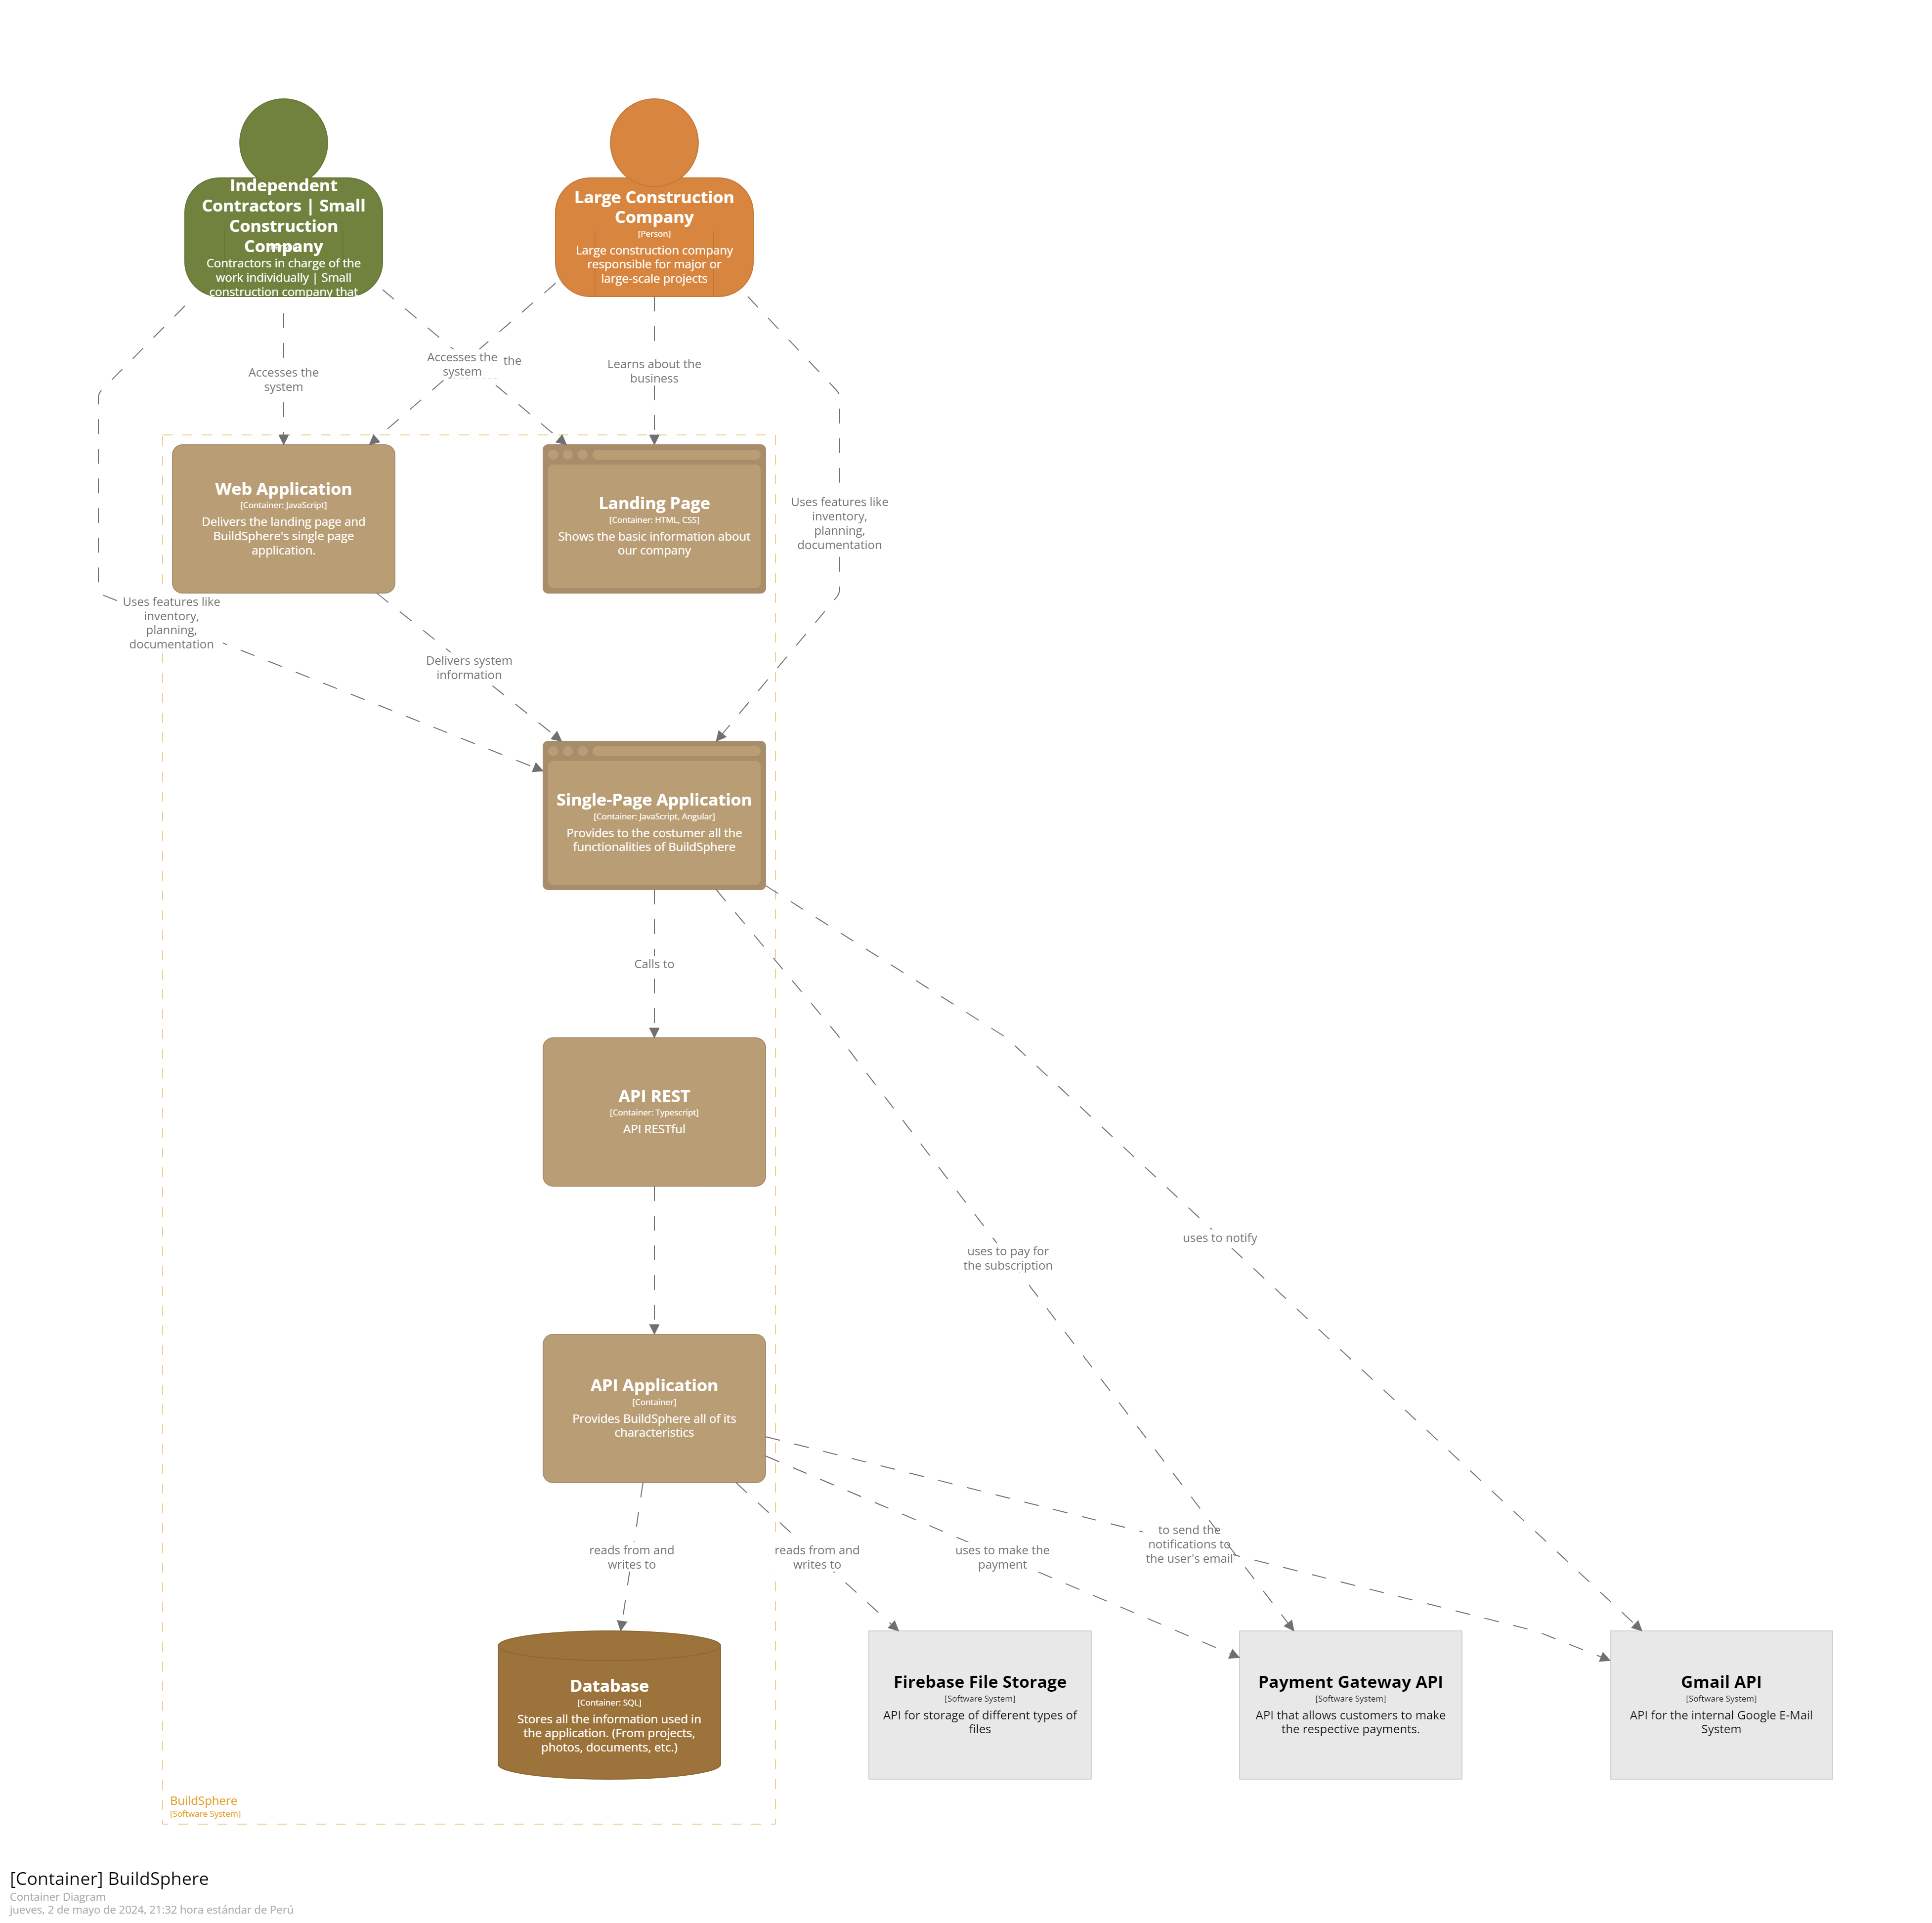 Independent
Contractors | Small
Construction
Company
Contractors in charge of the
work individually | Small
construction company that
Large Construction
Company
[Person]
Large construction company
responsible for major or
large-scale projects
Accesses the
system
Accesses the
system
the
Learns about the
business
Uses features like
inventory,
planning,
documentation
Web Application
[Container: JavaScript]
Delivers the landing page and
BuildSphere's single page
application.
Landing Page
[Container: HTML, CSS]
Shows the basic information about
our company
Uses features like
inventory,
planning,
documentation
Delivers system
information
Single-Page Application
[Container: JavaScript, Angular]
Provides to the costumer all the
functionalities of BuildSphere
Calls to
API REST
[Container: Typescript]
API RESTful
uses to pay for
the subscription
uses to notify
API Application
[Container]
Provides BuildSphere all of its
characteristics
reads from and
writes to
reads from and
writes to
uses to make the
payment
to send the
notifications to
the user's email
Database
[Container: SQL]
Stores all the information used in
the application. (From projects,
photos, documents, etc.)
Firebase File Storage
[Software System]
API for storage of different types of
files
Payment Gateway API
[Software System]
API that allows customers to make
the respective payments.
Gmail API
[Software System]
API for the internal Google E-Mail
System
BuildSphere
[Software System]
[Container] BuildSphere
Container Diagram
jueves, 2 de mayo de 2024, 21:32 hora estándar de Perú